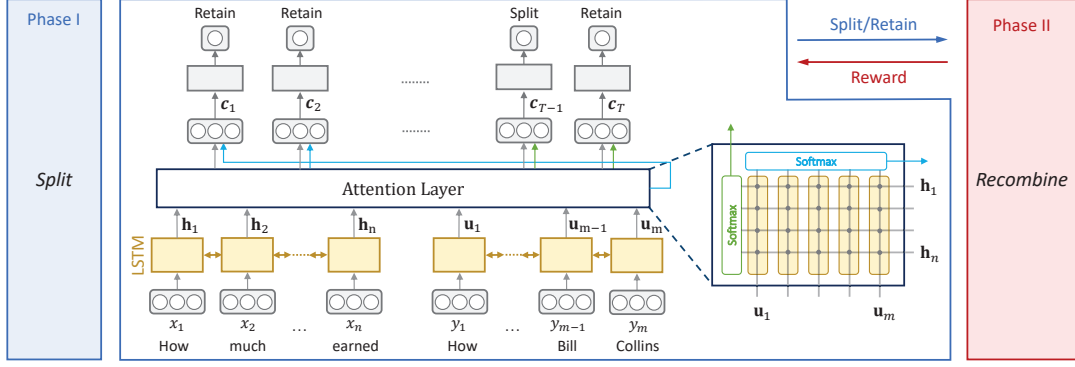 Phase I
Split
Retain
Retain
Split
Retain
c1
........
c2
cT−1
cT
........
Attention Layer
h1
h2
hn
u1
um−1
um
LSTM
x1
x2
...
xn
y1
...
ym−1
ym
How
much
earned
How
Bill
Collins
Softmax
Softmax
h1
hn
u1
um
Split/Retain
Reward
Phase II
Recombine